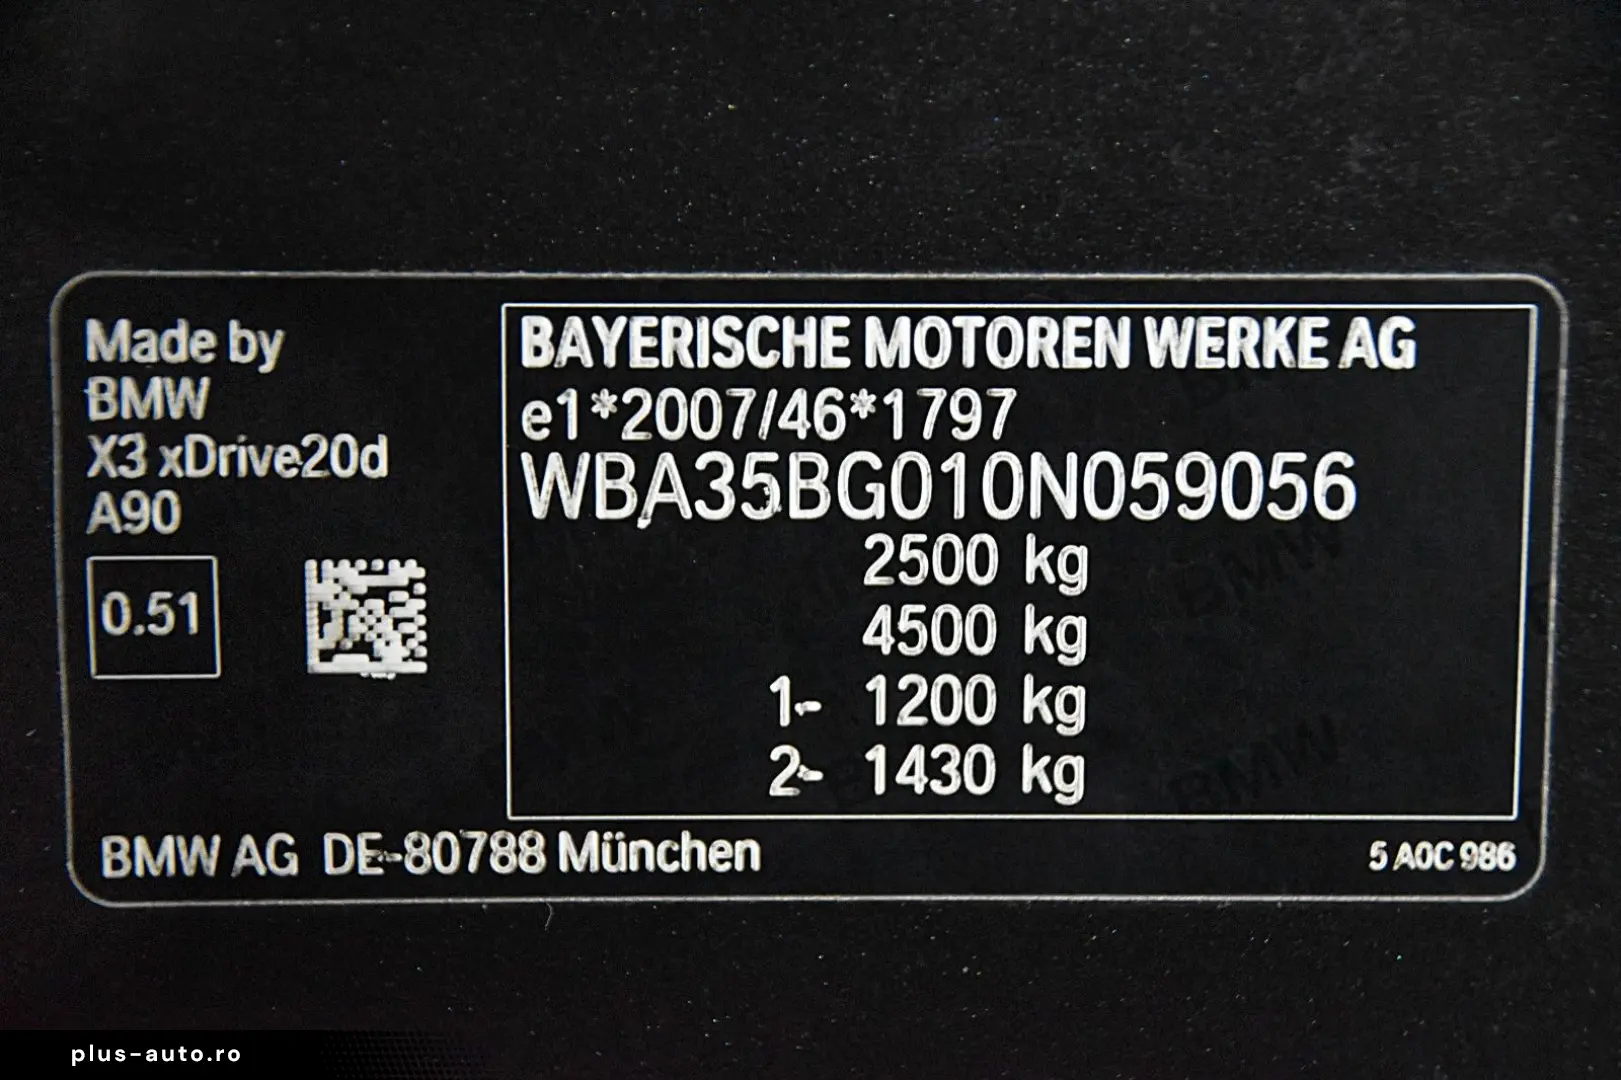 Made by
BMW
X3 xDrive20d
A90
0.51
BAYERISCHE MOTOREN WERKE AG
e1*2007/46*1797
WBA35BG010N059056
2500 kg
4500 kg
1- 1200 kg
2- 1430 kg
BMW AG DE-80788 München
5 A0C 986
plus-auto.ro